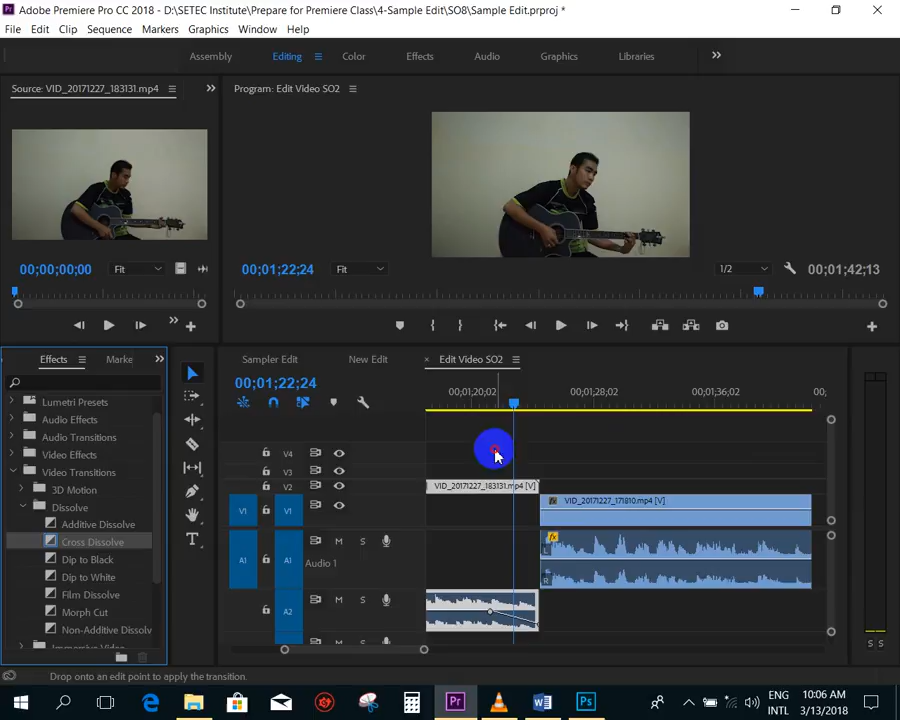 Adobe Premiere Pro CC 2018 - D:\SETEC Institute\Prepare for Premiere Class\4-Sample Edit\SO8\Sample Edit.prproj *
File Edit Clip Sequence Markers Graphics Window Help
Assembly Editing Color Effects Audio Graphics Libraries
Source: VID_20171227_183131.mp4
Program: Edit Video SO2
00;00;00;00 Fit
00;01;22;24 Fit 1/2 00;01;42;13
Effects Marke
Sampler Edit New Edit Edit Video SO2
00;01;22;24
00;01;20;02 00;01;28;02 00;01;36;02 00;
Lumetri Presets
Audio Effects
Audio Transitions
Video Effects
Video Transitions
3D Motion
Dissolve
Additive Dissolve
Cross Dissolve
Dip to Black
Dip to White
Film Dissolve
Morph Cut
Non-Additive Dissolv
V4
V3
V2 VID_20171227_183131.mp4 [V]
V1 V1 fx VID_20171227_171810.mp4 [V]
A1 A1 M S fx L
Audio 1 R
A2 M S
S S
Drop onto an edit point to apply the transition.
ENG 10:06 AM
INTL 3/13/2018